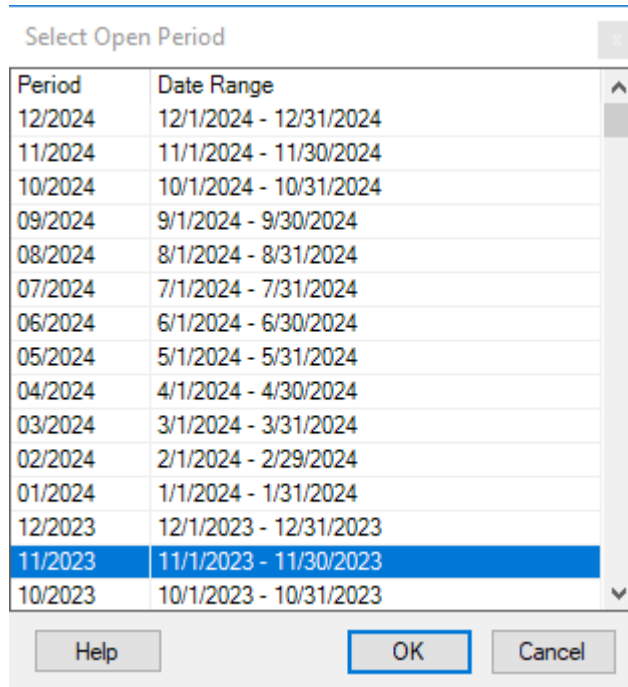 Select Open Period
Period Date Range
12/2024 12/1/2024 - 12/31/2024
11/2024 11/1/2024 - 11/30/2024
10/2024 10/1/2024 - 10/31/2024
09/2024 9/1/2024 - 9/30/2024
08/2024 8/1/2024 - 8/31/2024
07/2024 7/1/2024 - 7/31/2024
06/2024 6/1/2024 - 6/30/2024
05/2024 5/1/2024 - 5/31/2024
04/2024 4/1/2024 - 4/30/2024
03/2024 3/1/2024 - 3/31/2024
02/2024 2/1/2024 - 2/29/2024
01/2024 1/1/2024 - 1/31/2024
12/2023 12/1/2023 - 12/31/2023
11/2023 11/1/2023 - 11/30/2023
10/2023 10/1/2023 - 10/31/2023
Help OK Cancel